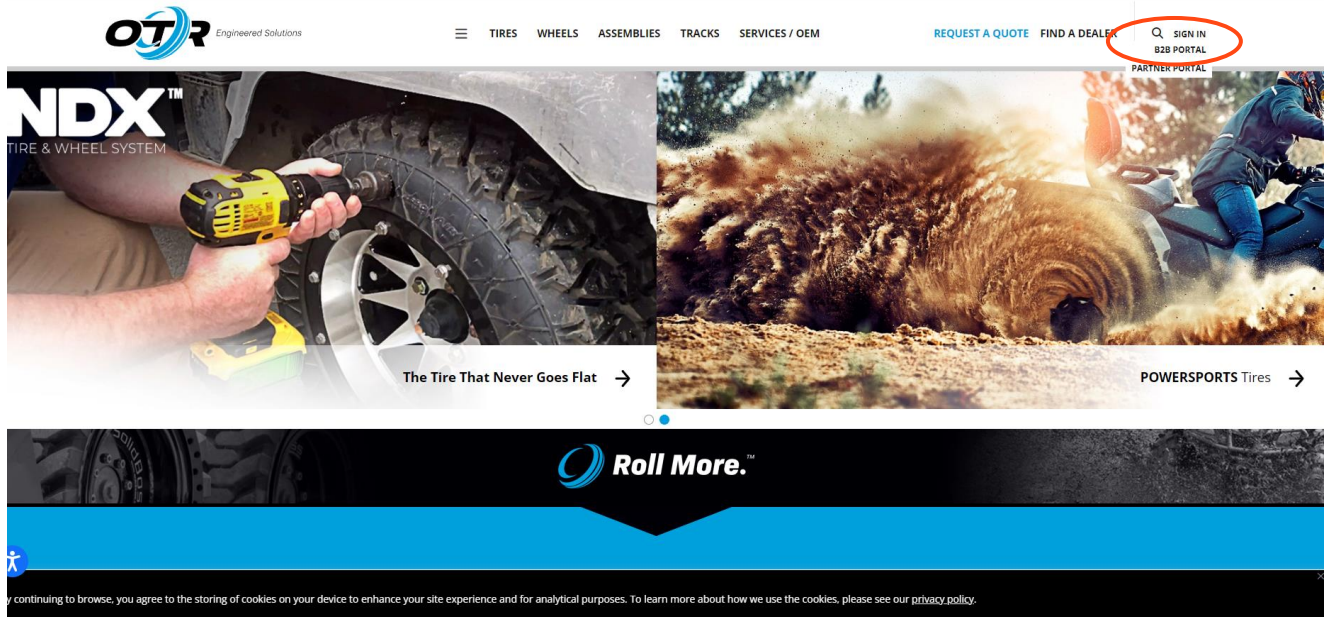 OTR Engineered Solutions
TIRES WHEELS ASSEMBLIES TRACKS SERVICES / OEM
REQUEST A QUOTE FIND A DEALER
SIGN IN
B2B PORTAL
PARTNER PORTAL
NDX™
TIRE & WHEEL SYSTEM
The Tire That Never Goes Flat →
POWERSPORTS Tires →
Roll More.™
y continuing to browse, you agree to the storing of cookies on your device to enhance your site experience and for analytical purposes. To learn more about how we use the cookies, please see our privacy policy.